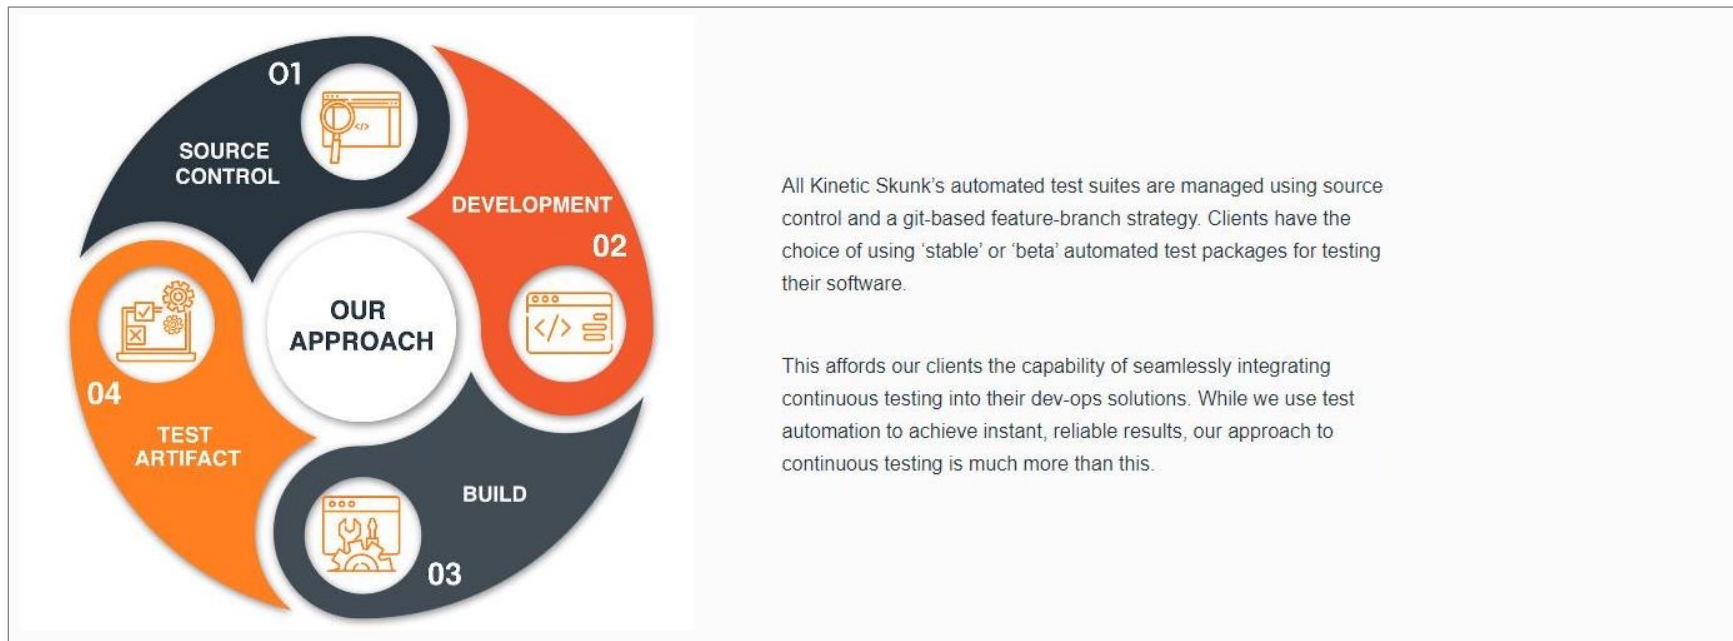 01
SOURCE
CONTROL
DEVELOPMENT
02
OUR
APPROACH
04
TEST
ARTIFACT
BUILD
03
All Kinetic Skunk’s automated test suites are managed using source
control and a git-based feature-branch strategy. Clients have the
choice of using ‘stable’ or ‘beta’ automated test packages for testing
their software.
This affords our clients the capability of seamlessly integrating
continuous testing into their dev-ops solutions. While we use test
automation to achieve instant, reliable results, our approach to
continuous testing is much more than this.